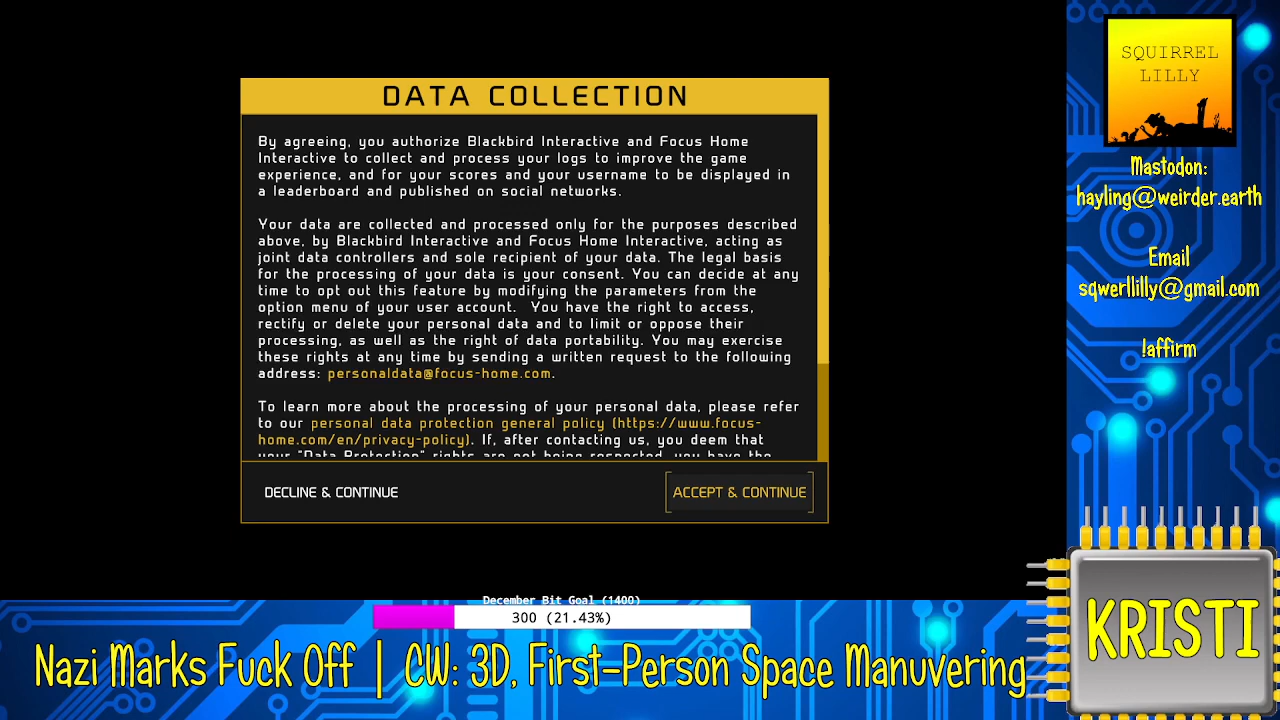 DATA COLLECTION
By agreeing, you authorize Blackbird Interactive and Focus Home
Interactive to collect and process your logs to improve the game
experience, and for your scores and your username to be displayed in
a leaderboard and published on social networks.
Your data are collected and processed only for the purposes described
above, by Blackbird Interactive and Focus Home Interactive, acting as
joint data controllers and sole recipient of your data. The legal basis
for the processing of your data is your consent. You can decide at any
time to opt out this feature by modifying the parameters from the
option menu of your user account.  You have the right to access,
rectify or delete your personal data and to limit or oppose their
processing, as well as the right of data portability. You may exercise
these rights at any time by sending a written request to the following
address: personaldata@focus-home.com.
To learn more about the processing of your personal data, please refer
to our personal data protection general policy (https://www.focus-
home.com/en/privacy-policy). If, after contacting us, you deem that
your "Data Protection" rights are not being respected, you have the
DECLINE & CONTINUE
ACCEPT & CONTINUE
SQUIRREL
LILLY
Mastodon:
hayling@weirder.earth
Email
sqwerllilly@gmail.com
!affirm
KRISTI
December Bit Goal (1400)
300 (21.43%)
Nazi Marks Fuck Off | CW: 3D, First-Person Space Manuvering